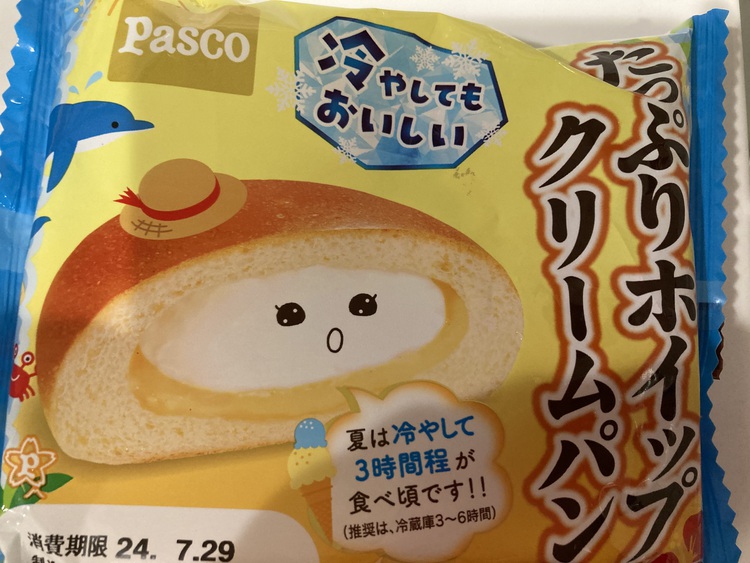 Pasco
冷やしても
おいしい
たっぷりホイップ
クリームパン
夏は冷やして
3時間程が
食べ頃です!!
(推奨は、冷蔵庫3〜6時間)
P
消費期限 24. 7.29